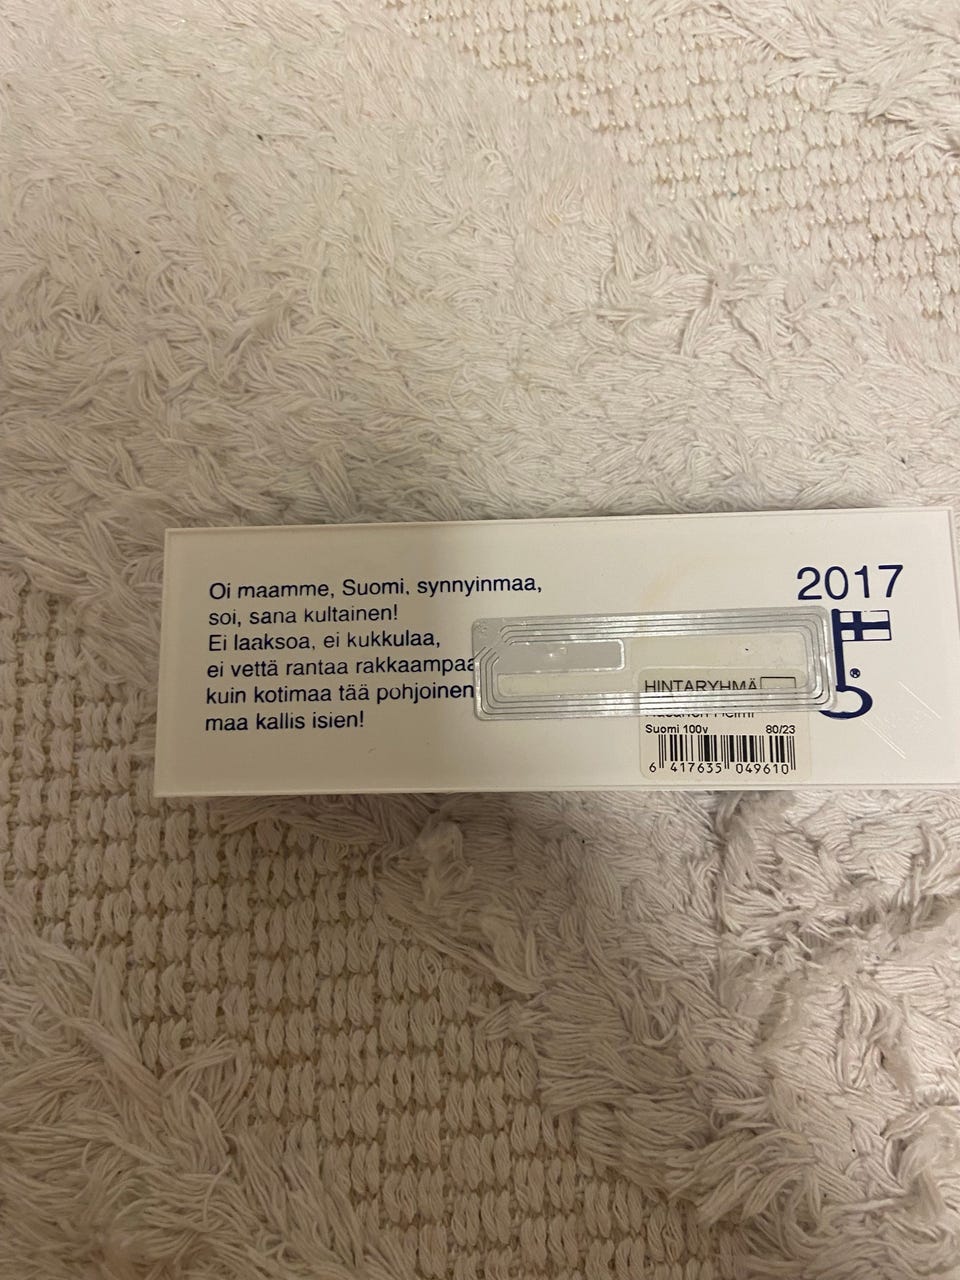 Oi maamme, Suomi, synnyinmaa,
soi, sana kultainen!
Ei laaksoa, ei kukkulaa,
ei vettä rantaa rakkaampaa
kuin kotimaa tää pohjoinen
maa kallis isien!
2017
®
HINTARYHMÄ
Helmi
Suomi 100v 80/23
6 417635 049610